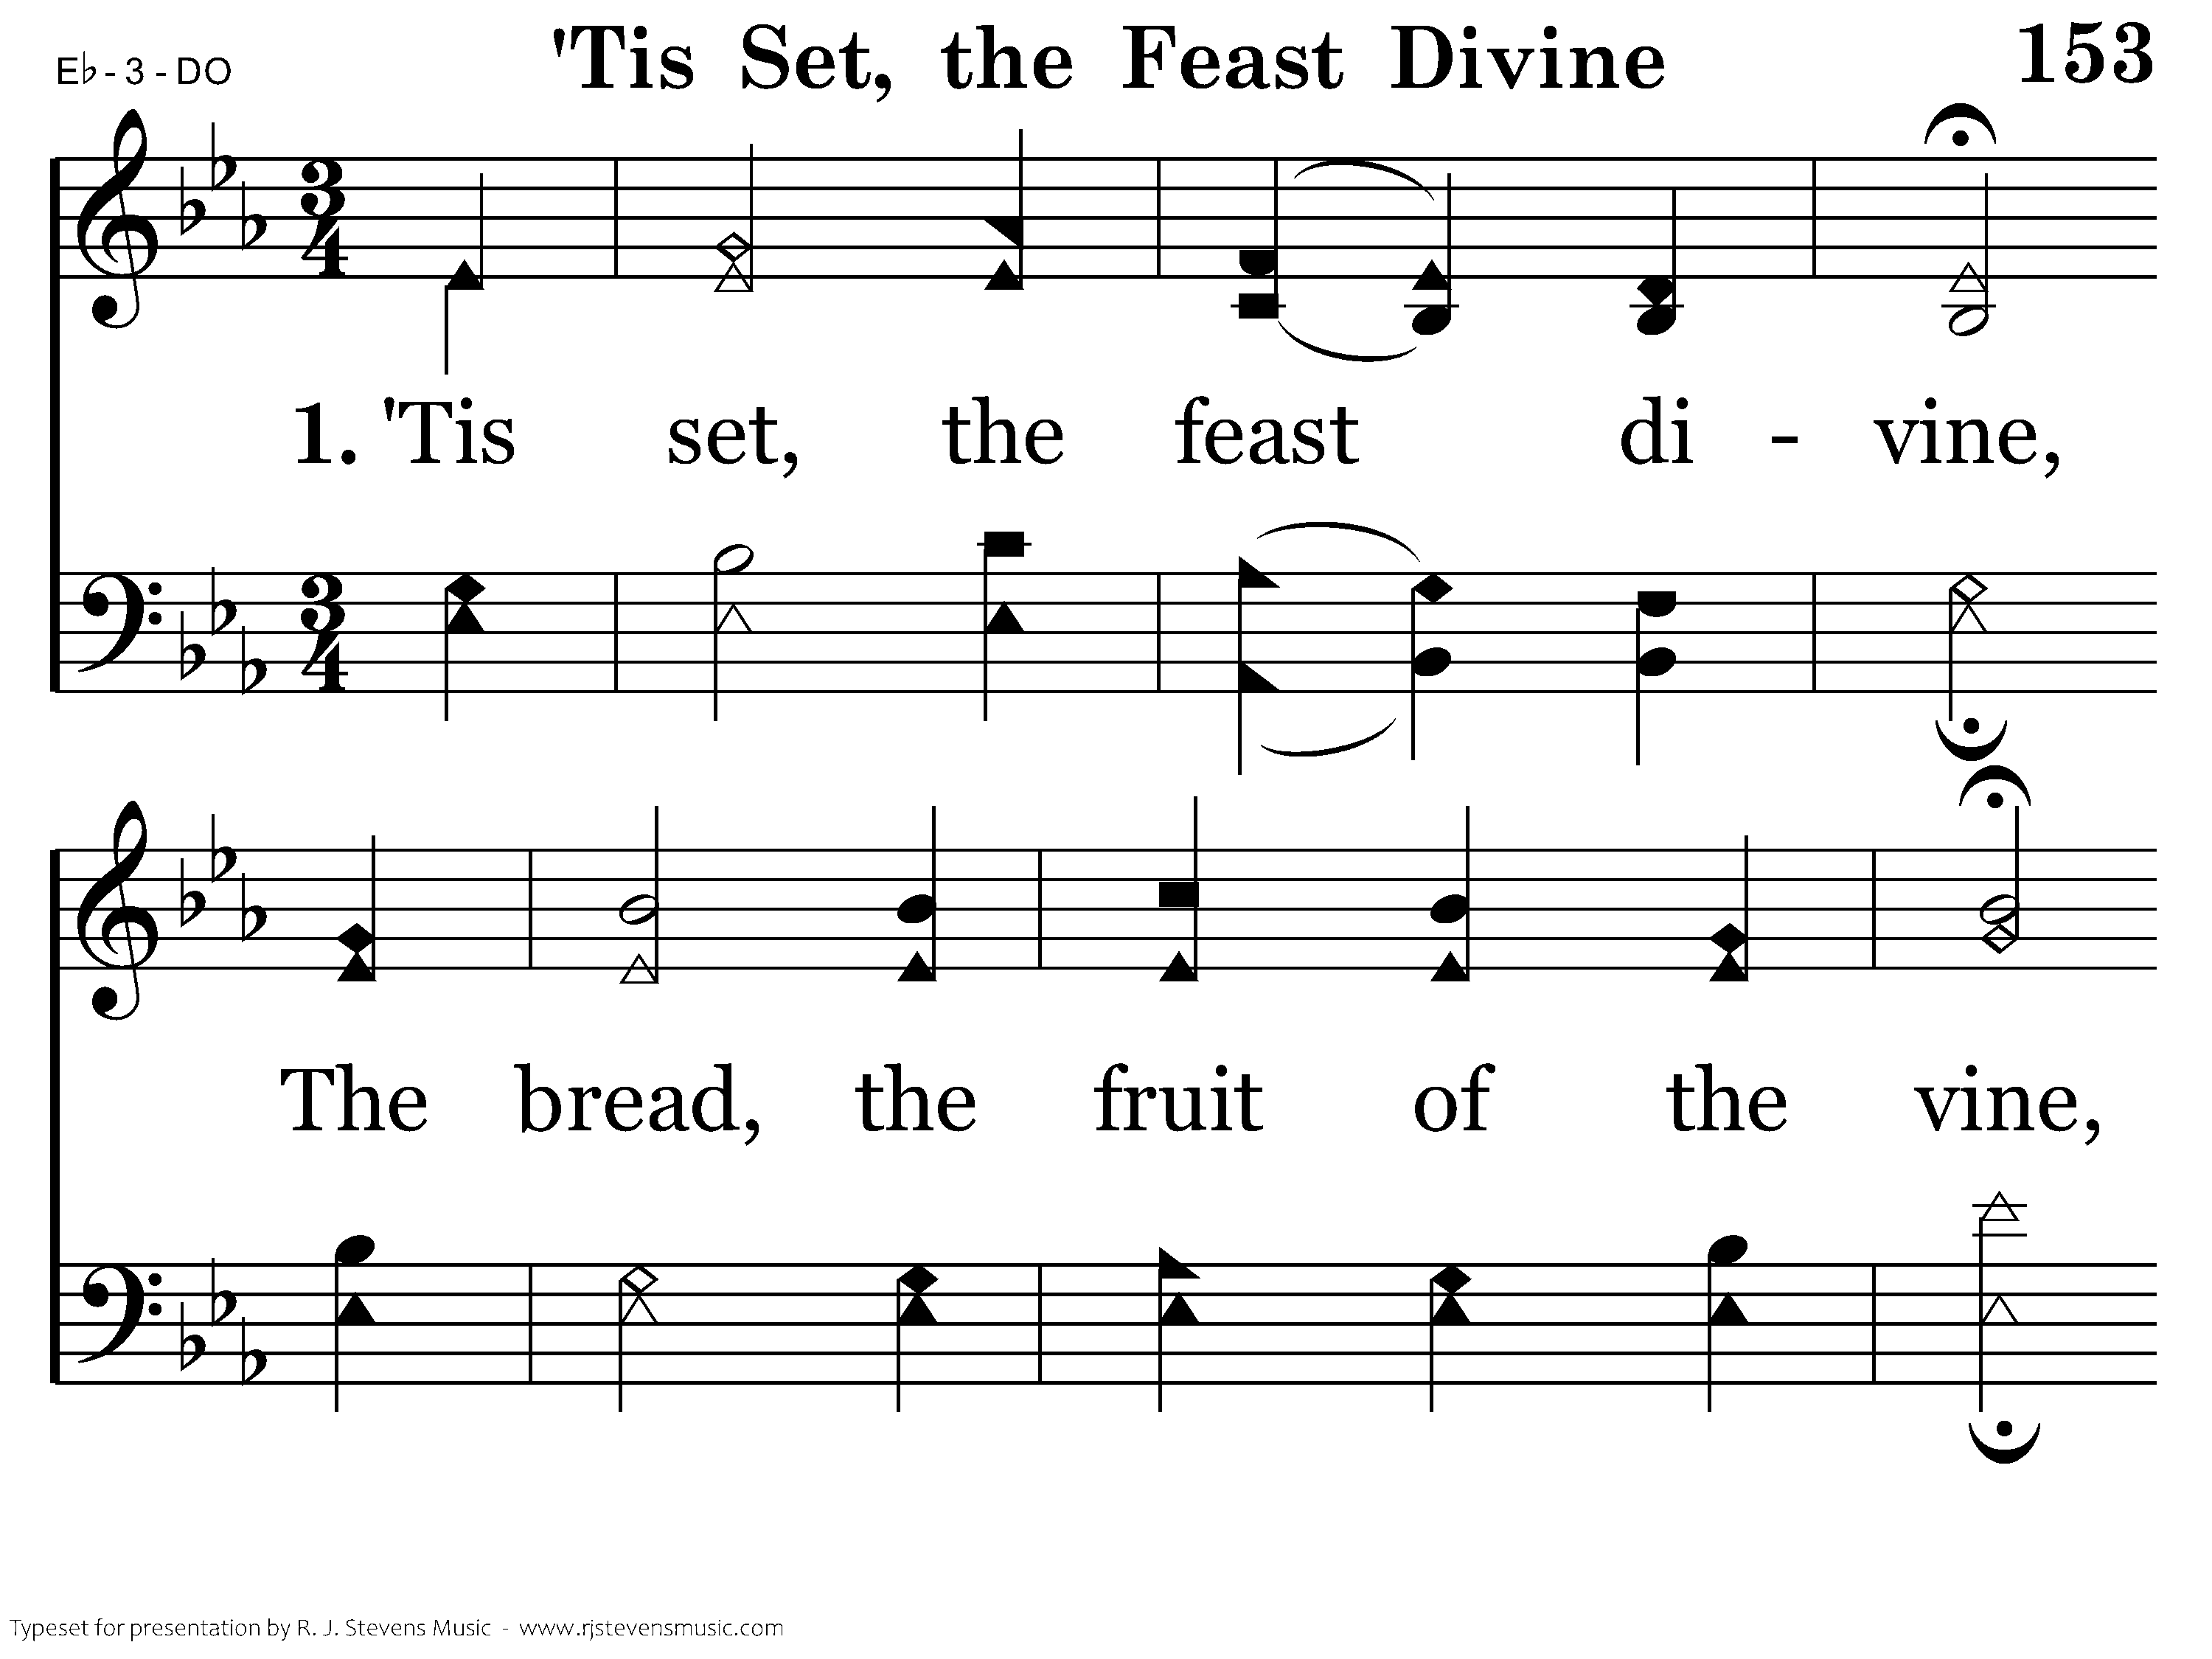 E♭ - 3 - DO
'Tis Set, the Feast Divine
153
1. 'Tis set, the feast di - vine,
The bread, the fruit of the vine,
Typeset for presentation by R. J. Stevens Music - www.rjstevensmusic.com